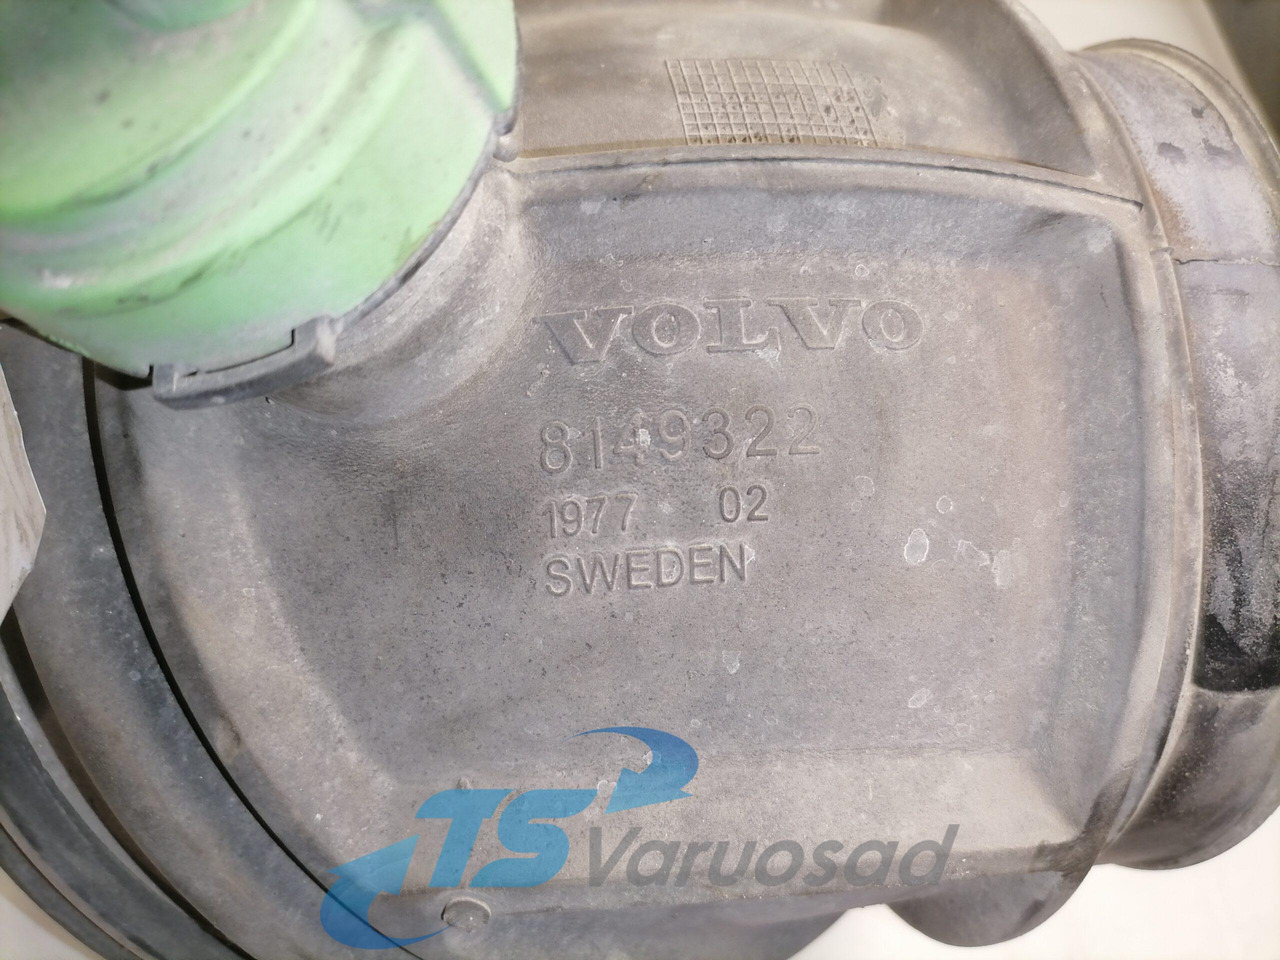 VOLVO
8149322
1977 02
SWEDEN
TS Varuosad